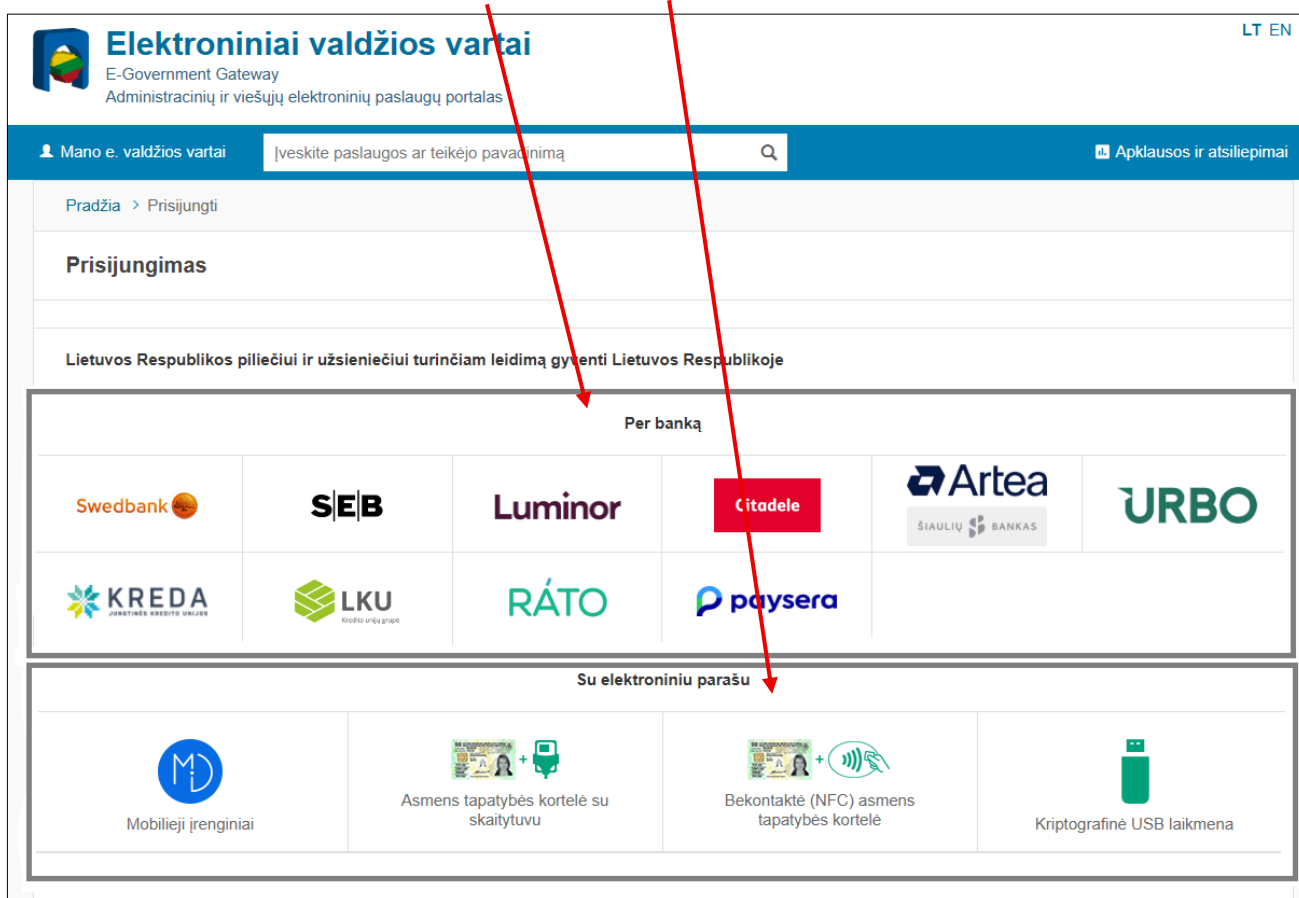 LT EN
Elektroniniai valdžios vartai
E-Government Gateway
Administracinių ir viešųjų elektroninių paslaugų portalas
Mano e. valdžios vartai
Įveskite paslaugos ar teikėjo pavadinimą
Apklausos ir atsiliepimai
Pradžia > Prisijungti
Prisijungimas
Lietuvos Respublikos piliečiui ir užsieniečiui turinčiam leidimą gyventi Lietuvos Respublikoje
Per banką
Swedbank
S|E|B
Luminor
Citadele
Artea
ŠIAULIŲ BANKAS
URBO
KREDA
JUNGTINĖS KREDITO UNIJOS
LKU
Kredito unijų grupė
RÁTO
paysera
Su elektroniniu parašu
Mobilieji įrenginiai
Asmens tapatybės kortelė su
skaitytuvu
Bekontaktė (NFC) asmens
tapatybės kortelė
Kriptografinė USB laikmena